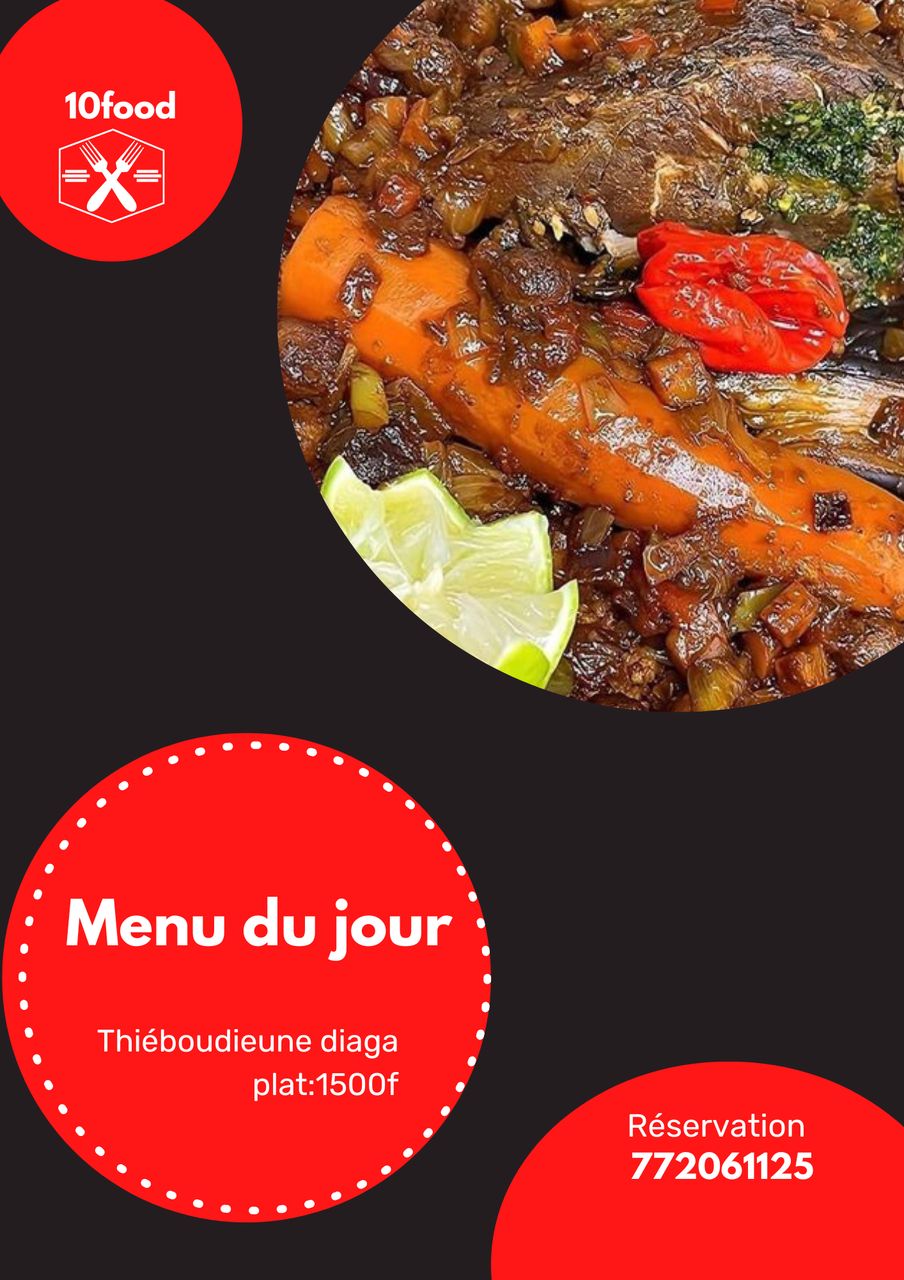 10food
Menu du jour
Thiéboudieune diaga
plat:1500f
Réservation
772061125